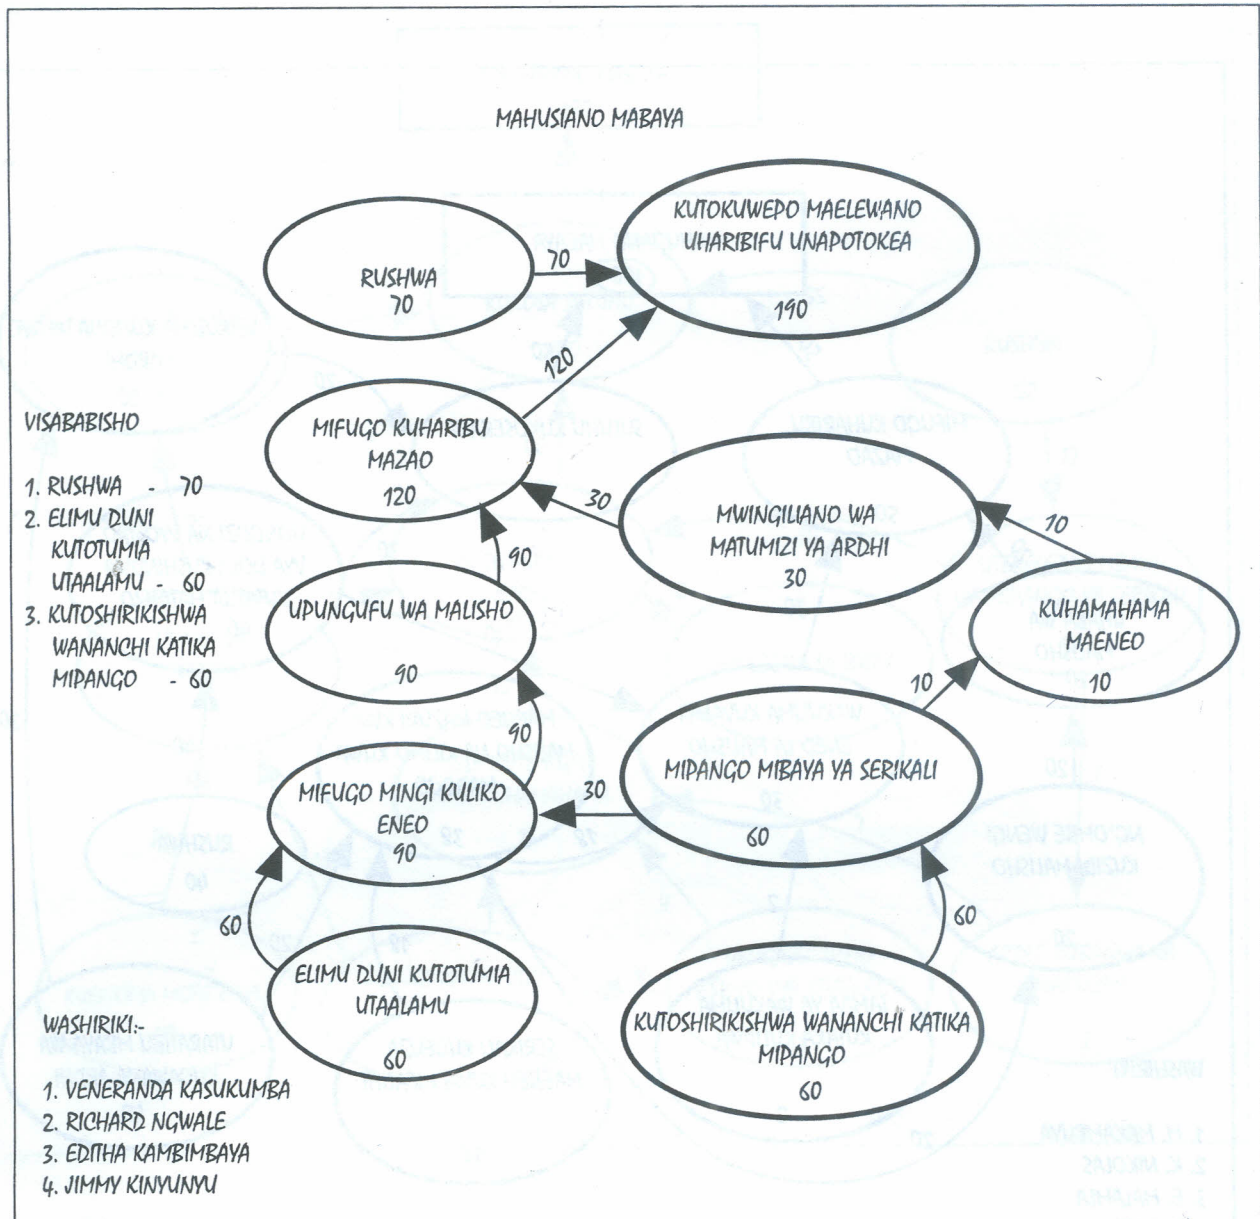 MAHUSIANO MABAYA
RUSHWA
70
70
KUTOKUWEPO MAELEWANO
UHARIBIFU UNAPOTOKEA
190
120
VISABABISHO
1. RUSHWA - 70
2. ELIMU DUNI
KUTOTUMIA
UTAALAMU - 60
3. KUTOSHIRIKISHWA
WANANCHI KATIKA
MIPANGO - 60
MIFUGO KUHARIBU
MAZAO
120
30
MWINGILIANO WA
MATUMIZI YA ARDHI
30
10
90
UPUNGUFU WA MALISHO
90
KUHAMAHAMA
MAENEO
10
10
90
MIFUGO MINGI KULIKO
ENEO
90
30
MIPANGO MIBAYA YA SERIKALI
60
60
60
ELIMU DUNI KUTOTUMIA
UTAALAMU
60
KUTOSHIRIKISHWA WANANCHI KATIKA
MIPANGO
60
WASHIRIKI:-
1. VENERANDA KASUKUMBA
2. RICHARD NGWALE
3. EDITHA KAMBIMBAYA
4. JIMMY KINYUNYU